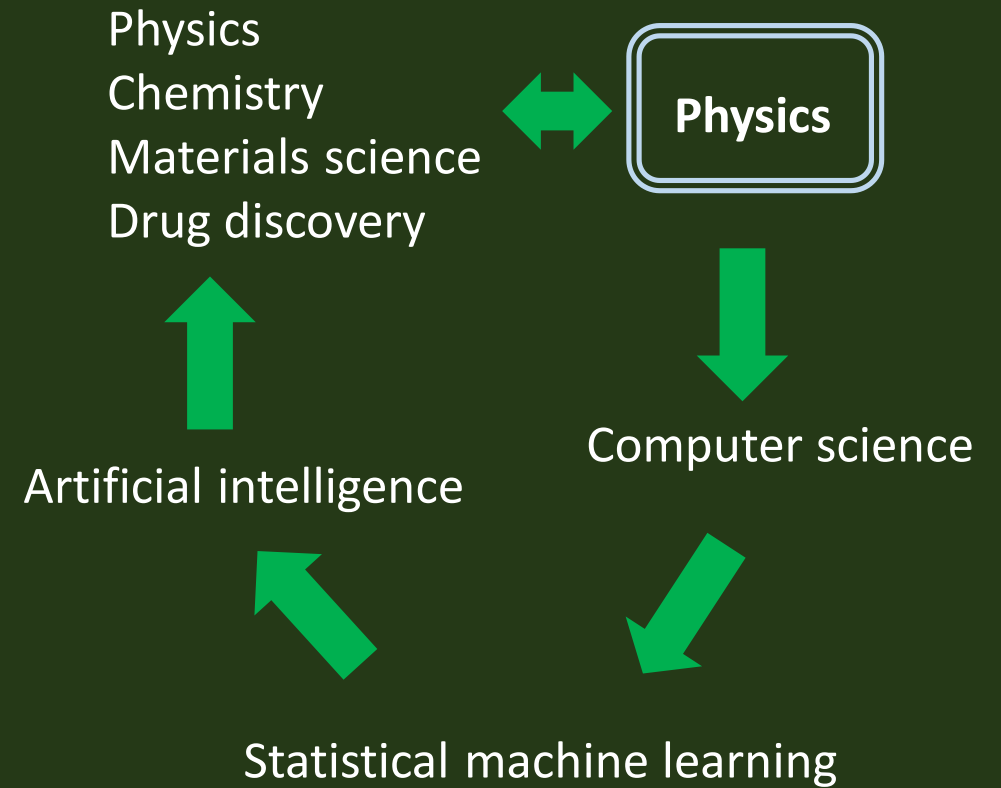 Physics
Chemistry
Materials science
Drug discovery
Physics
Computer science
Artificial intelligence
Statistical machine learning